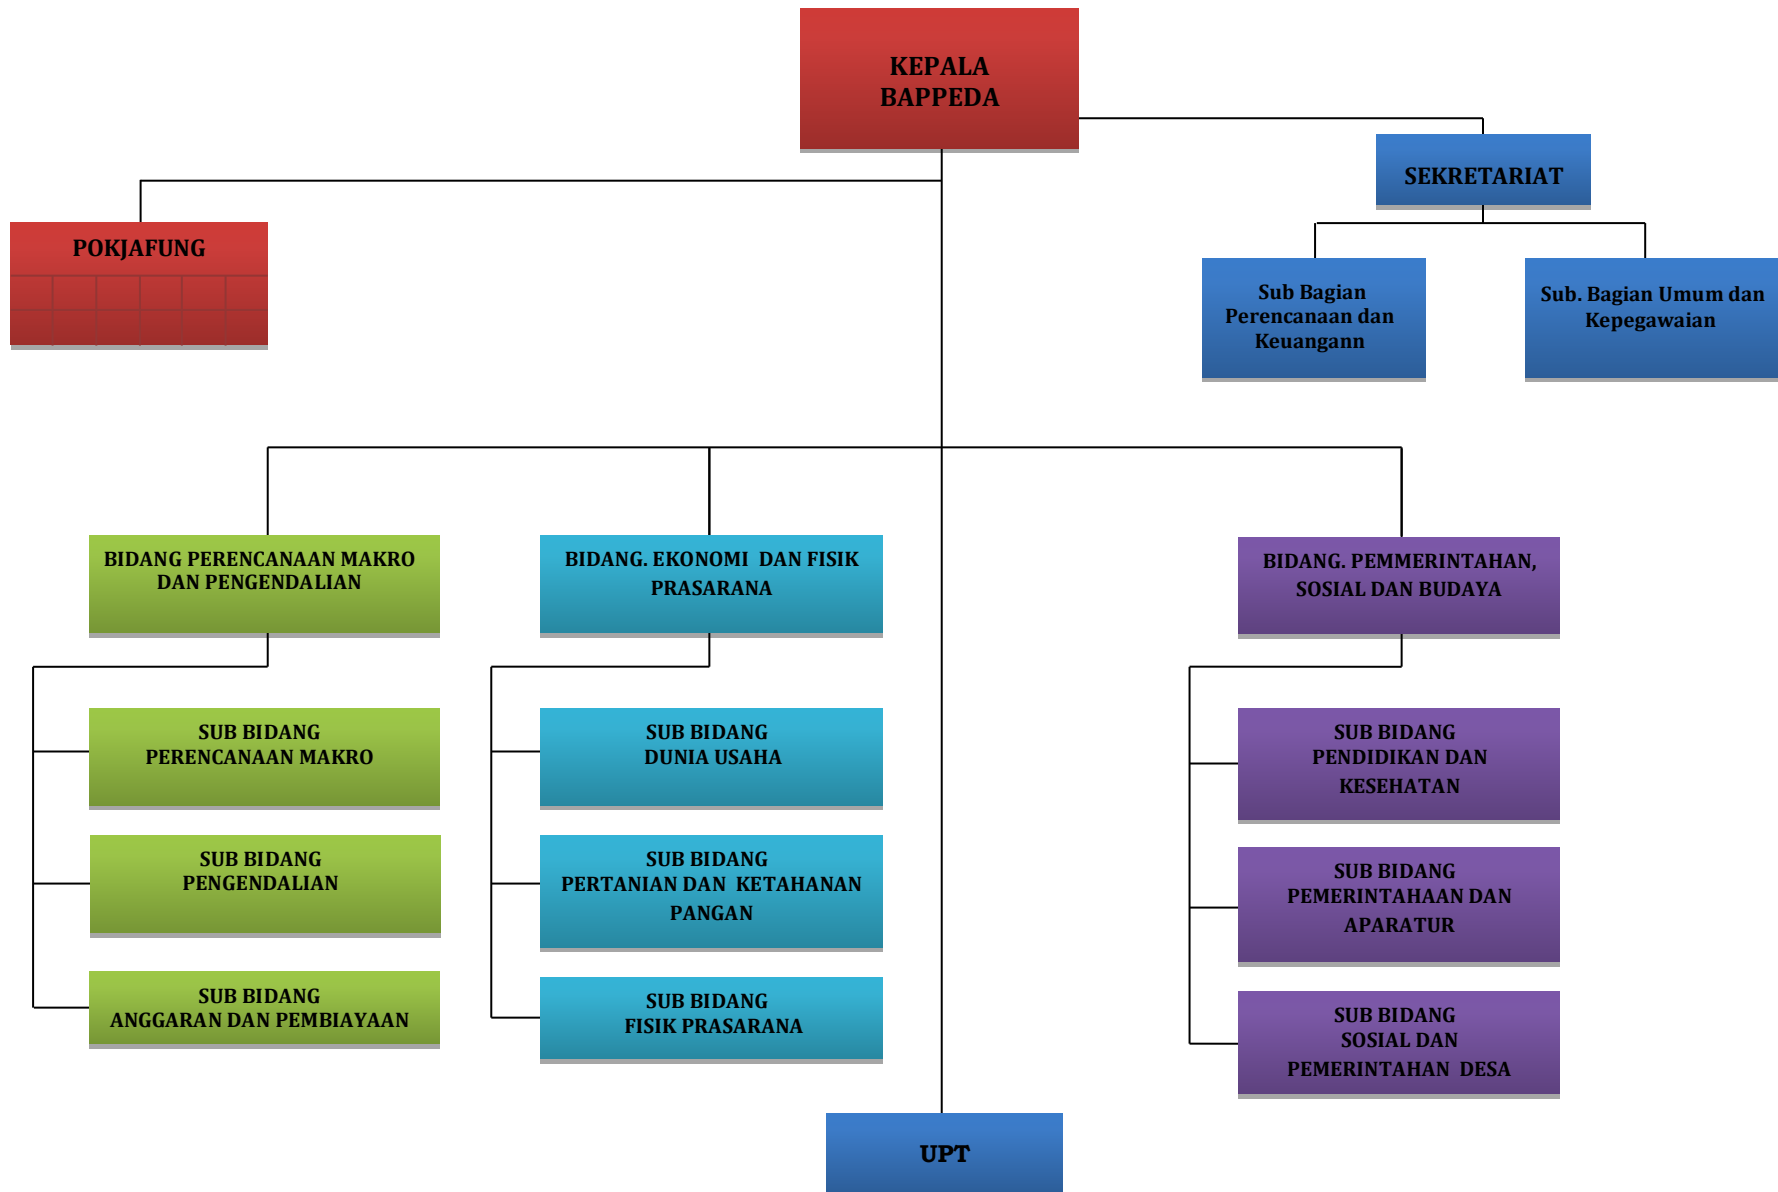 KEPALA
BAPPEDA
SEKRETARIAT
POKJAFUNG
Sub Bagian
Perencanaan dan
Keuangann
Sub. Bagian Umum dan
Kepegawaian
BIDANG PERENCANAAN MAKRO
DAN PENGENDALIAN
BIDANG. EKONOMI DAN FISIK
PRASARANA
BIDANG. PEMMERINTAHAN,
SOSIAL DAN BUDAYA
SUB BIDANG
PERENCANAAN MAKRO
SUB BIDANG
DUNIA USAHA
SUB BIDANG
PENDIDIKAN DAN
KESEHATAN
SUB BIDANG
PENGENDALIAN
SUB BIDANG
PERTANIAN DAN KETAHANAN
PANGAN
SUB BIDANG
PEMERINTAHAAN DAN
APARATUR
SUB BIDANG
ANGGARAN DAN PEMBIAYAAN
SUB BIDANG
FISIK PRASARANA
SUB BIDANG
SOSIAL DAN
PEMERINTAHAN DESA
UPT